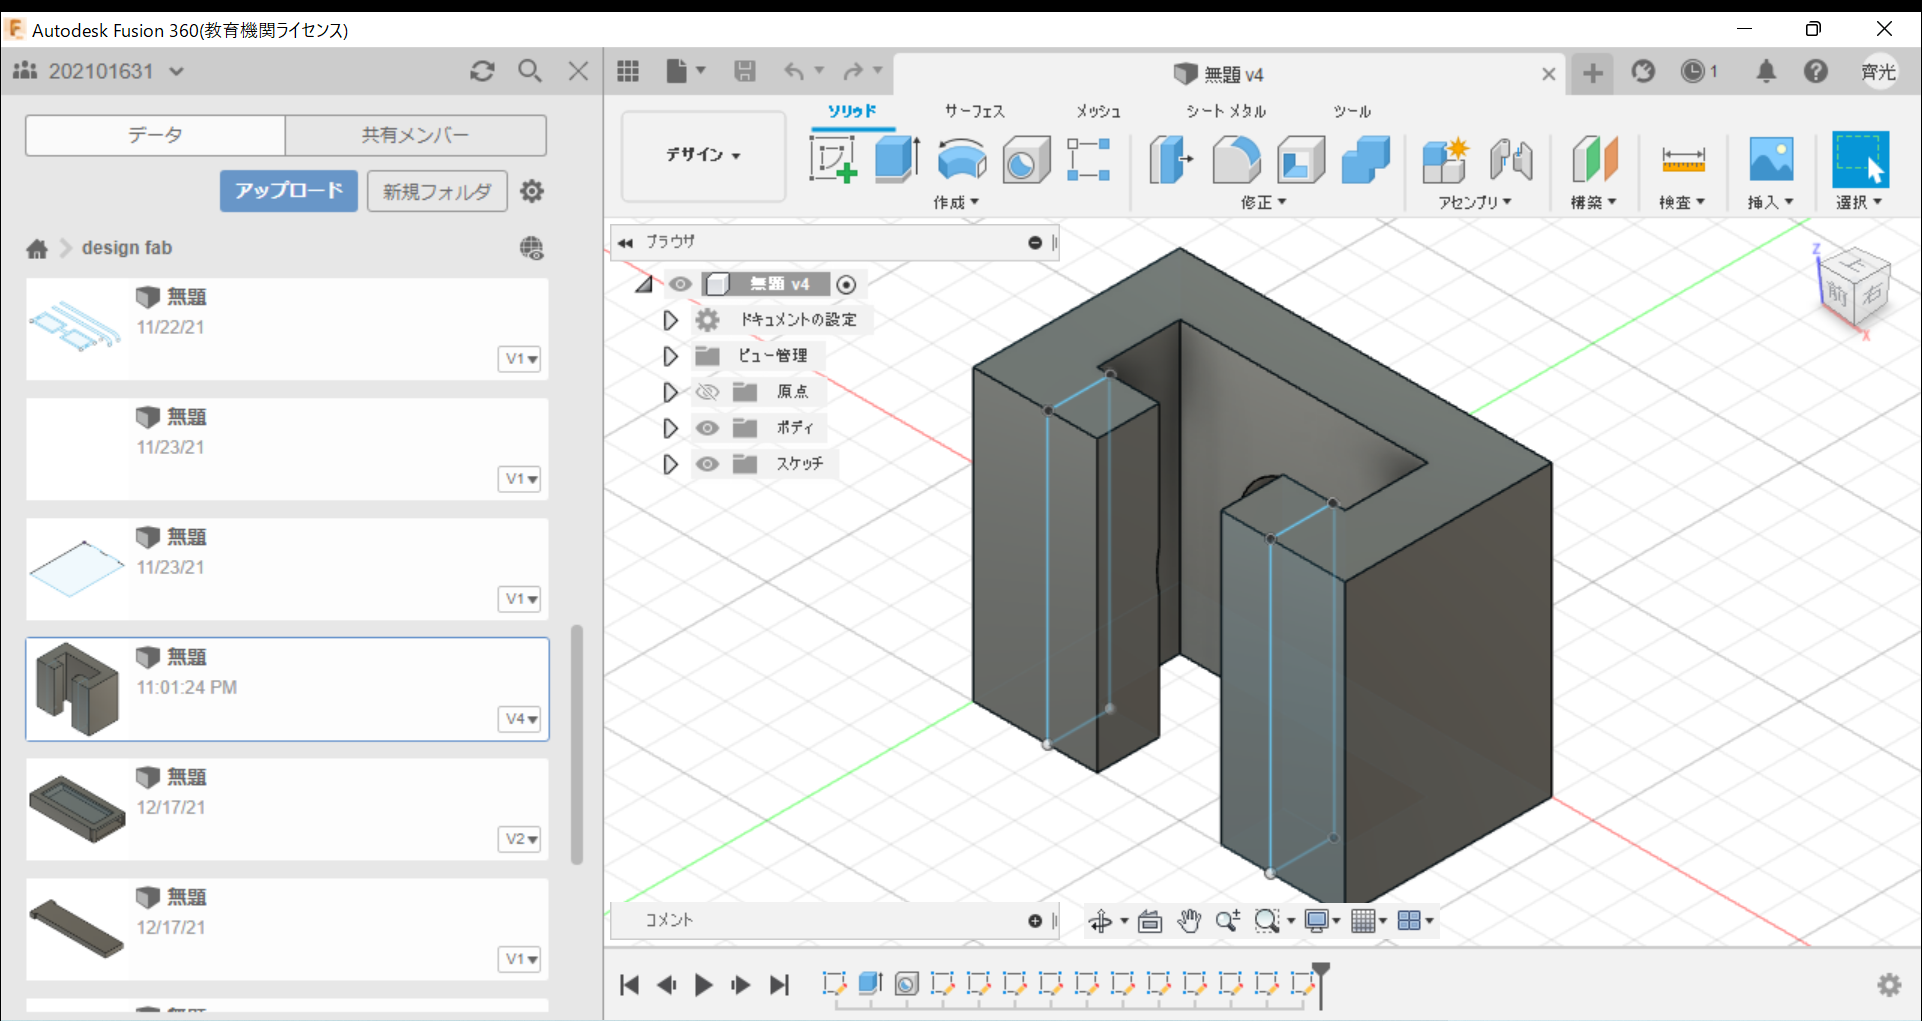 Autodesk Fusion 360(教育機関ライセンス)
202101631
無題 v4
1
齊光
データ
共有メンバー
アップロード
新規フォルダ
design fab
無題
11/22/21
V1
無題
11/23/21
V1
無題
11/23/21
V1
無題
11:01:24 PM
V4
無題
12/17/21
V2
無題
12/17/21
V1
デザイン
ソリッド
サーフェス
メッシュ
シート メタル
ツール
作成
修正
アセンブリ
構築
検査
挿入
選択
ブラウザ
無題 v4
ドキュメントの設定
ビュー管理
原点
ボディ
スケッチ
Z
上
前
右
X
コメント